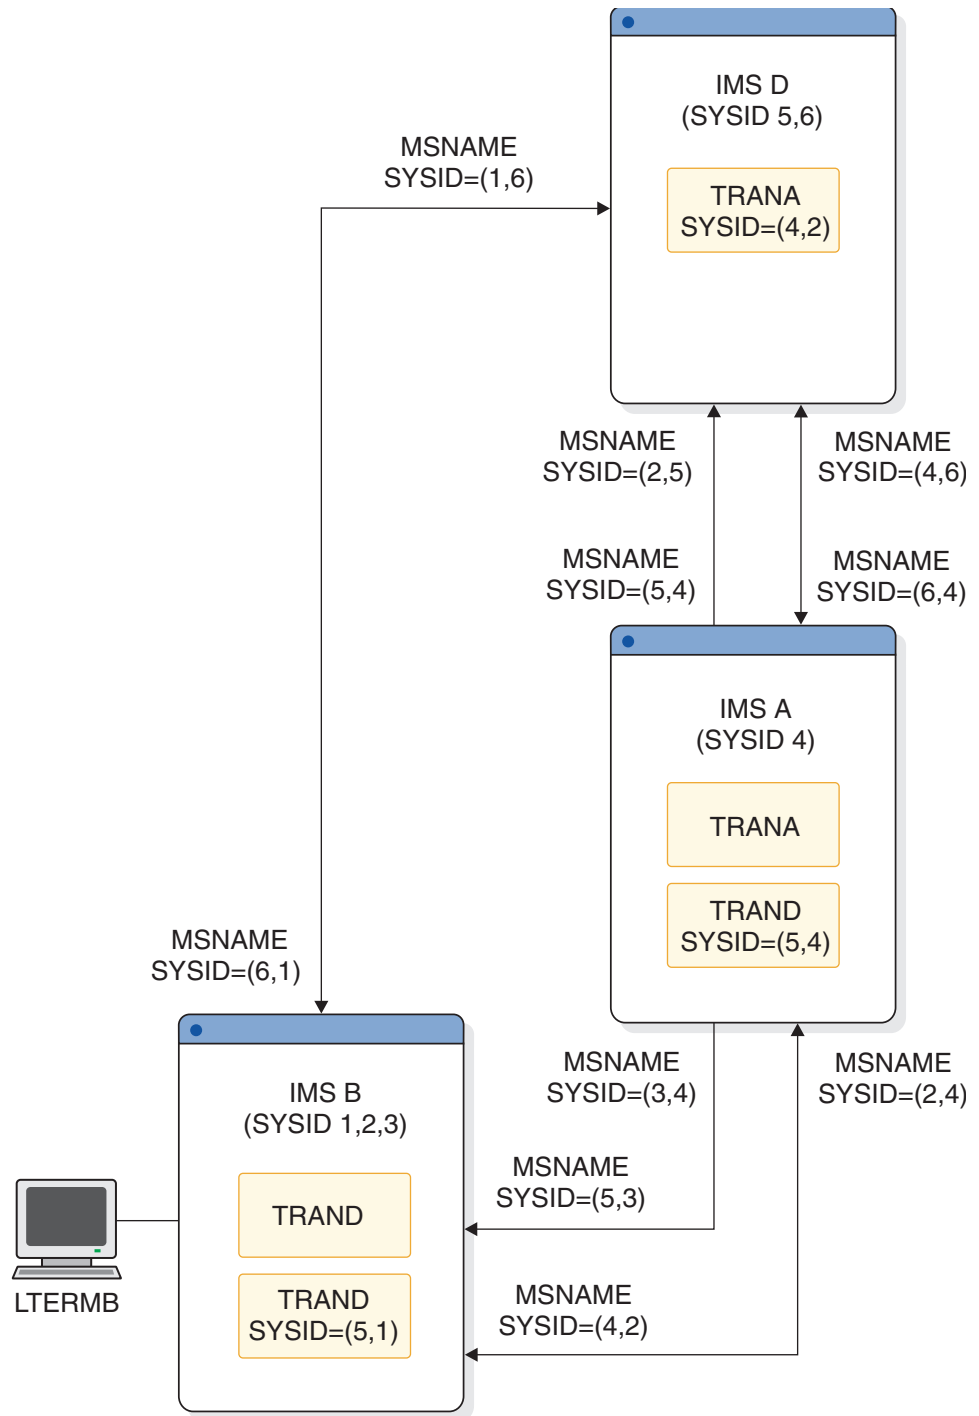 IMS D
(SYSID 5,6)
MSNAME
SYSID=(1,6)
TRANA
SYSID=(4,2)
MSNAME
SYSID=(2,5)
MSNAME
SYSID=(4,6)
MSNAME
SYSID=(5,4)
MSNAME
SYSID=(6,4)
IMS A
(SYSID 4)
TRANA
TRAND
SYSID=(5,4)
MSNAME
SYSID=(6,1)
MSNAME
SYSID=(3,4)
MSNAME
SYSID=(2,4)
IMS B
(SYSID 1,2,3)
MSNAME
SYSID=(5,3)
TRAND
LTERMB
TRAND
SYSID=(5,1)
MSNAME
SYSID=(4,2)